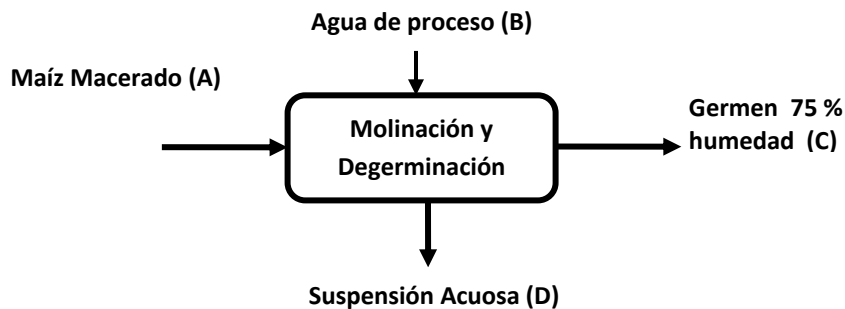 Agua de proceso (B)
Maíz Macerado (A)
Molinación y
Degerminación
Germen 75 %
humedad (C)
Suspensión Acuosa (D)